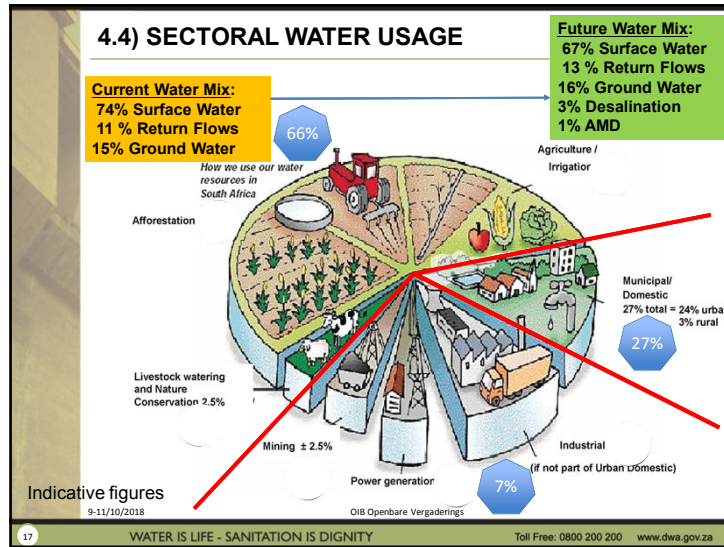 4.4) SECTORAL WATER USAGE
Future Water Mix:
67% Surface Water
13 % Return Flows
16% Ground Water
3% Desalination
1% AMD
Current Water Mix:
74% Surface Water
11 % Return Flows
15% Ground Water
66%
How we use our water
resources in
South Africa
Agriculture /
Irrigation
Afforestation
Municipal/
Domestic
27% total = 24% urba
3% rural
27%
Livestock watering
and Nature
Conservation 2.5%
Mining ± 2.5%
Industrial
(if not part of Urban Domestic)
Power generation
7%
Indicative figures
9-11/10/2018
OIB Openbare Vergaderings
17
WATER IS LIFE - SANITATION IS DIGNITY
Toll Free: 0800 200 200
www.dwa.gov.za